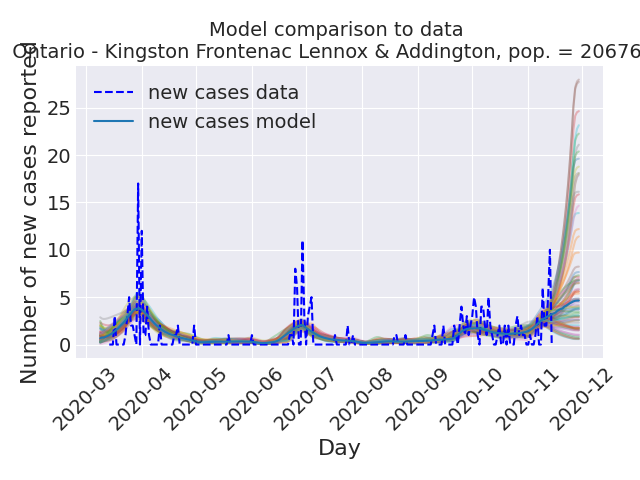 Model comparison to data
Ontario - Kingston Frontenac Lennox & Addington, pop. = 20676
new cases data
new cases model
Number of new cases reported
25
20
15
10
5
0
2020-03
2020-04
2020-05
2020-06
2020-07
2020-08
2020-09
2020-10
2020-11
2020-12
Day